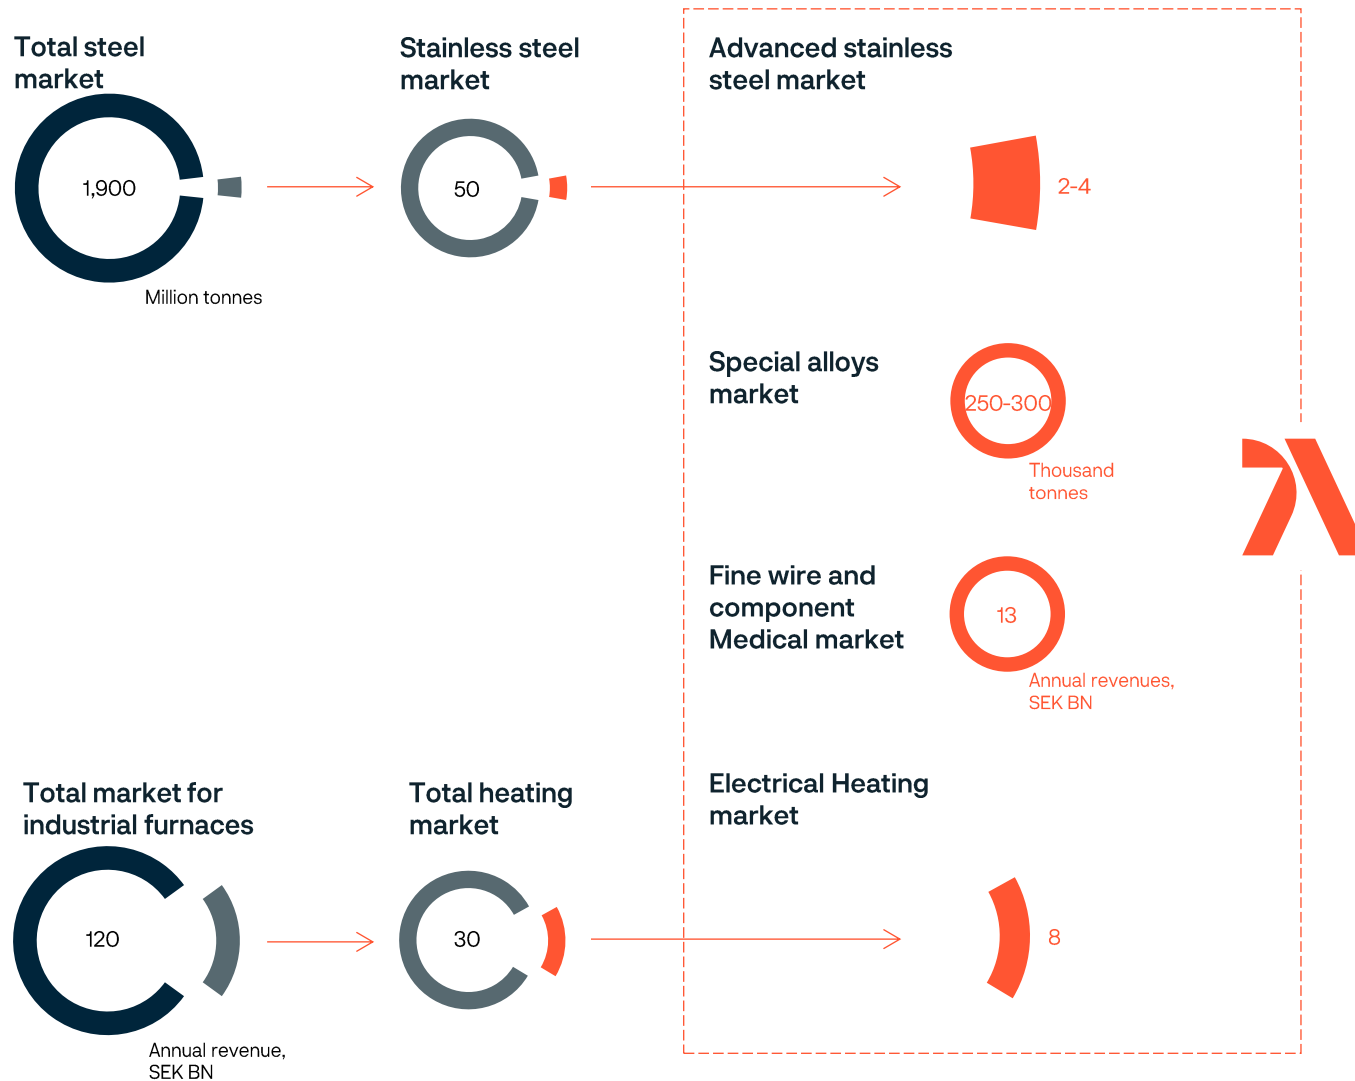 Total steel
market
1,900
Million tonnes
Stainless steel
market
50
Advanced stainless
steel market
2-4
Special alloys
market
250-300
Thousand
tonnes
Fine wire and
component
Medical market
13
Annual revenues,
SEK BN
Total market for
industrial furnaces
120
Annual revenue,
SEK BN
Total heating
market
30
Electrical Heating
market
8